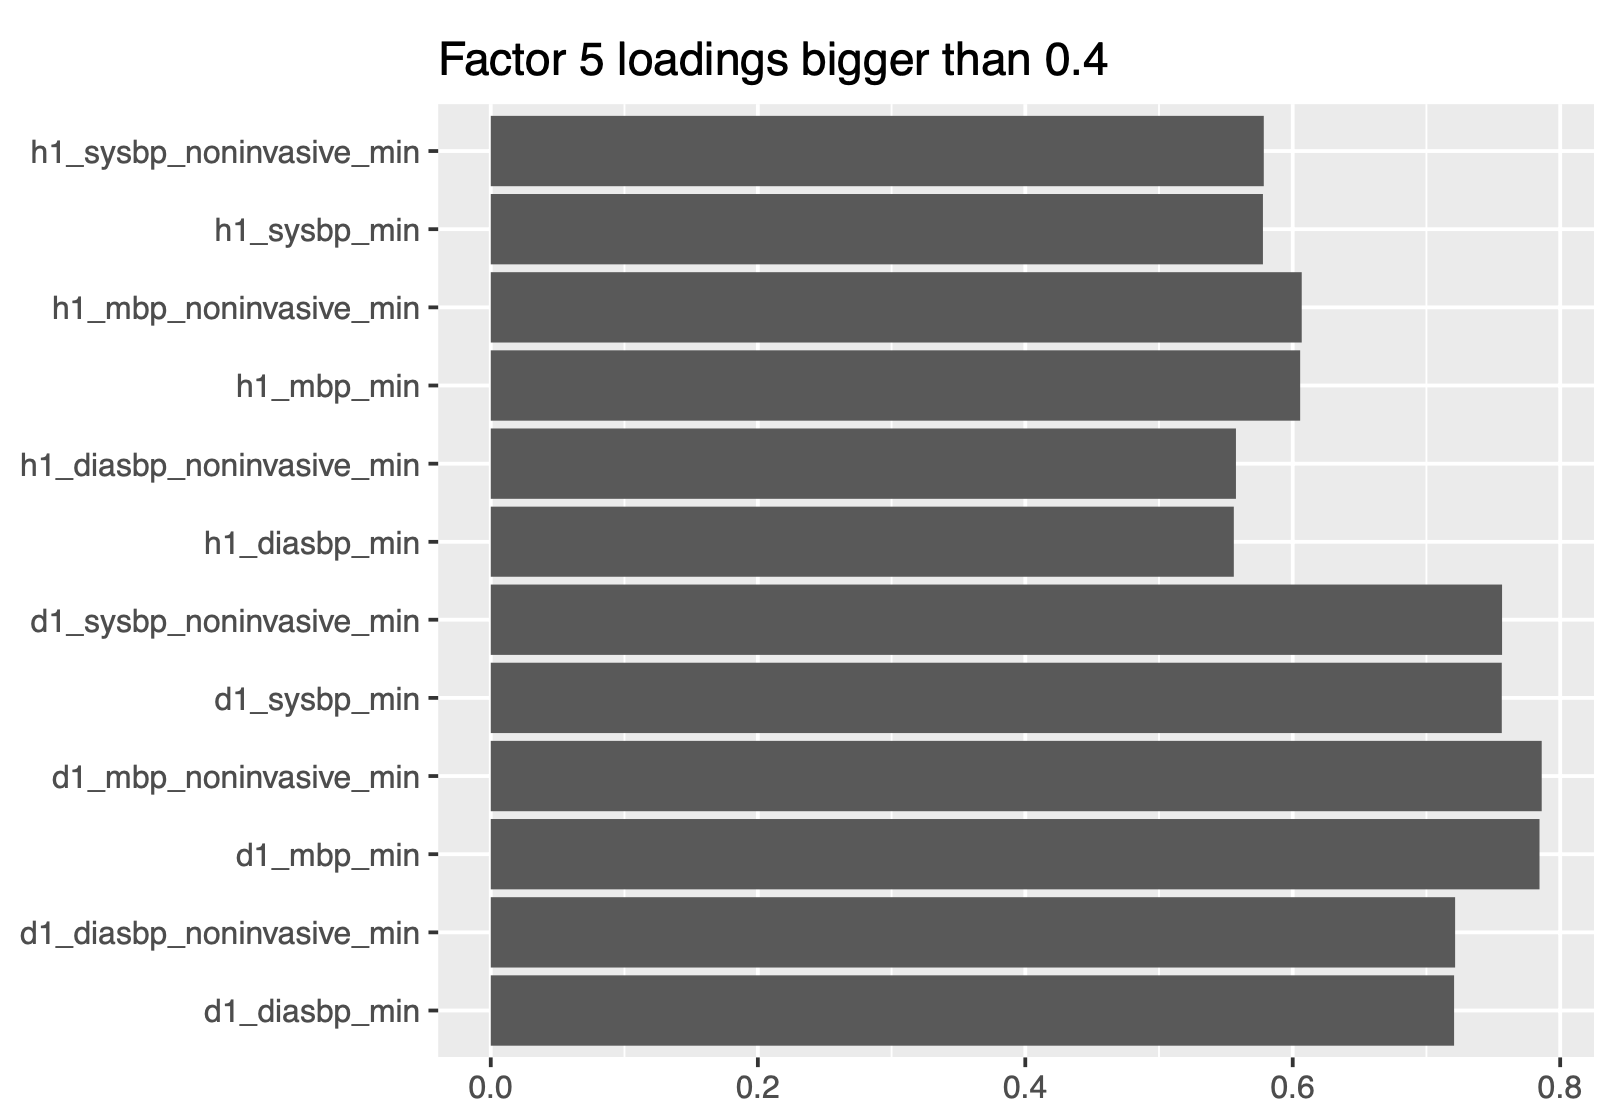 Factor 5 loadings bigger than 0.4
h1_sysbp_noninvasive_min
h1_sysbp_min
h1_mbp_noninvasive_min
h1_mbp_min
h1_diasbp_noninvasive_min
h1_diasbp_min
d1_sysbp_noninvasive_min
d1_sysbp_min
d1_mbp_noninvasive_min
d1_mbp_min
d1_diasbp_noninvasive_min
d1_diasbp_min
0.0 0.2 0.4 0.6 0.8